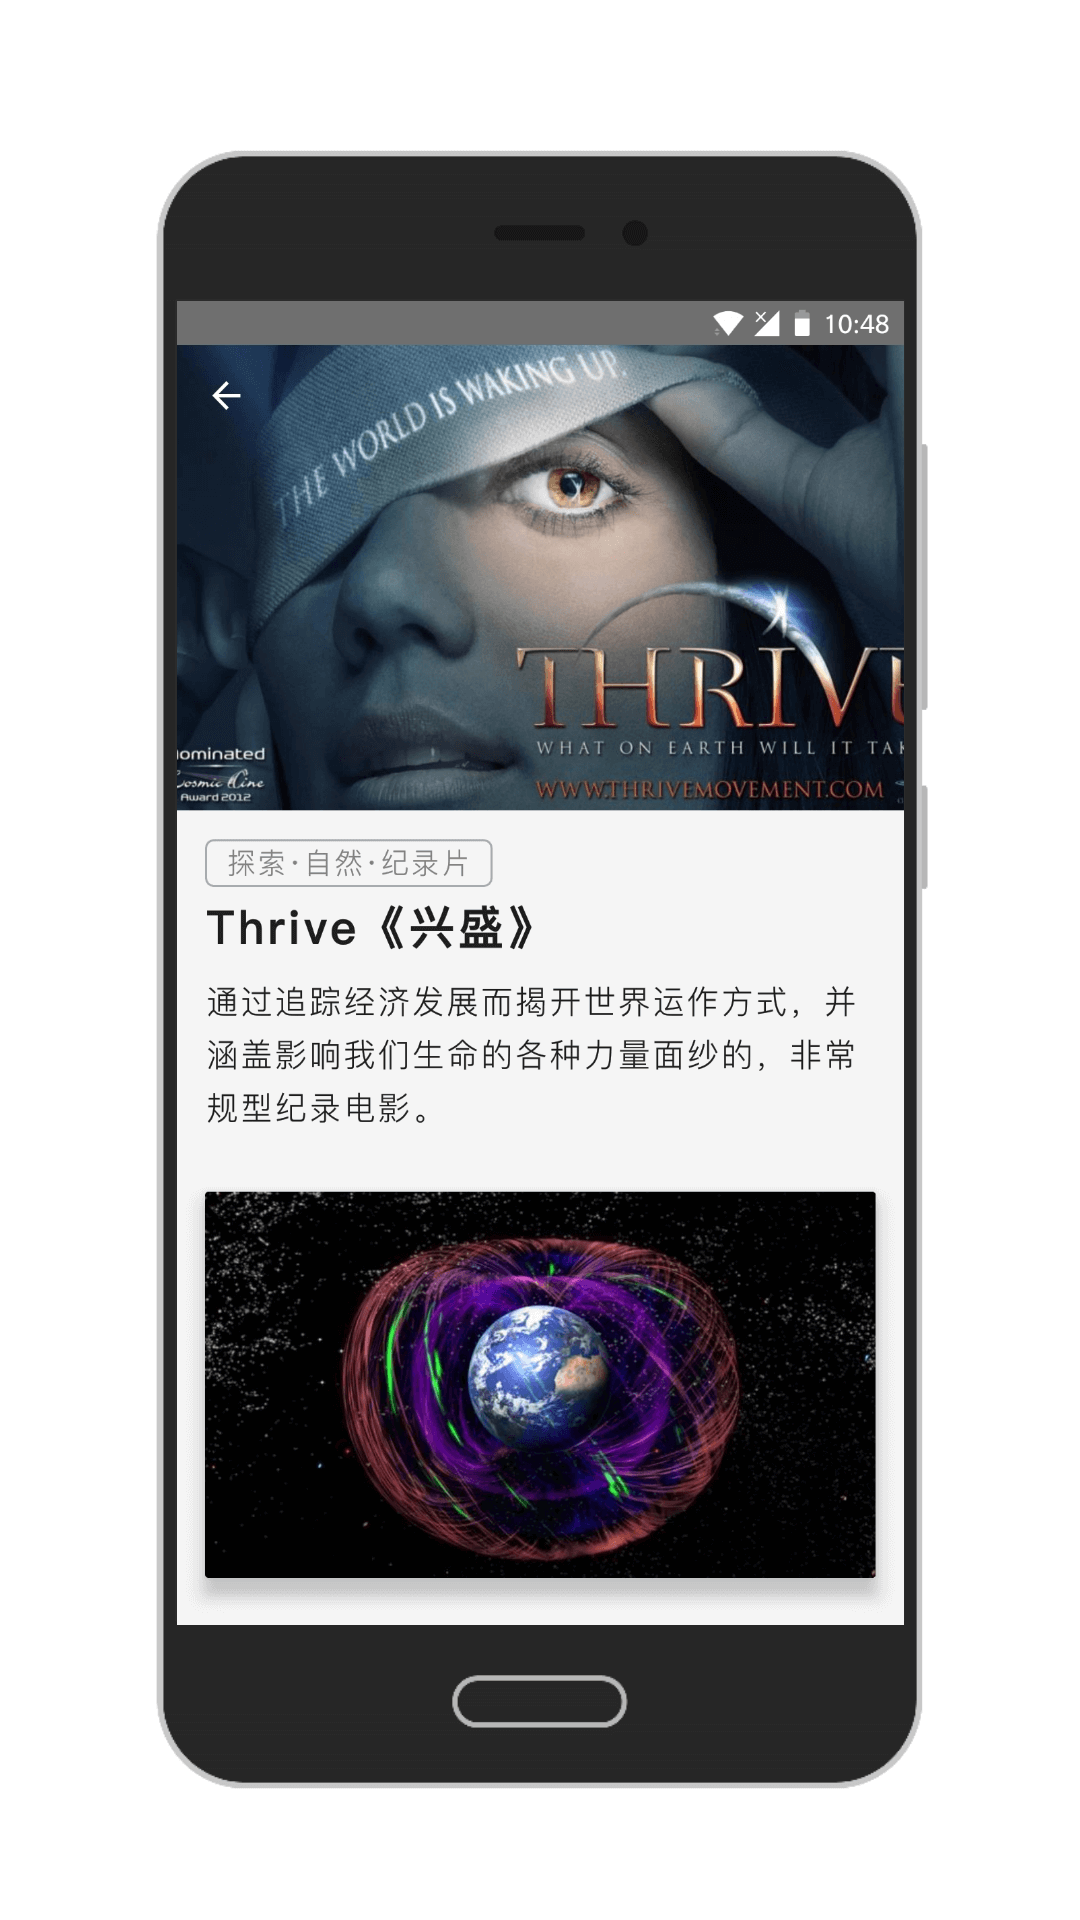 10:48
THE WORLD IS WAKING UP.
THRIVE
WHAT ON EARTH WILL IT TAK
WWW.THRIVEMOVEMENT.COM
ominated
Cosmic Cine
Award 2012
探索·自然·纪录片
Thrive《兴盛》
通过追踪经济发展而揭开世界运作方式，并
涵盖影响我们生命的各种力量面纱的，非常
规型纪录电影。